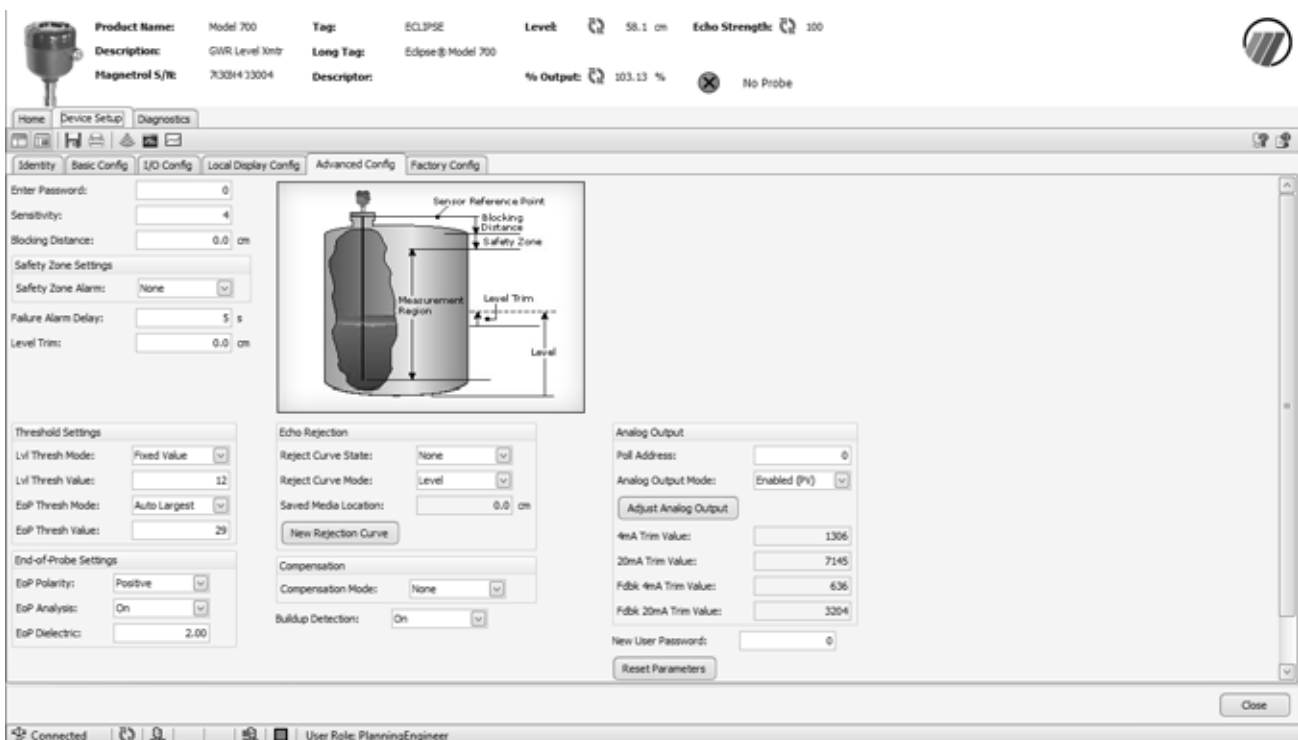 Product Name: Model 700 Tag: ECLIPSE Level: 58.1 cm Echo Strength: 100
Description: GWR Level Xmtr Long Tag: Eclipse® Model 700
Magnetrol S/N: Descriptor: % Output: 103.13 % No Probe
Home Device Setup Diagnostics
Identity Basic Config I/O Config Local Display Config Advanced Config Factory Config
Enter Password: 0
Sensitivity: 4
Blocking Distance: 0.0 cm
Safety Zone Settings
Safety Zone Alarm: None
Failure Alarm Delay: 5 s
Level Trim: 0.0 cm
Sensor Reference Point
Blocking
Distance
Safety Zone
Measurement
Region
Level Trim
Level
Threshold Settings
Lvl Thresh Mode: Fixed Value
Lvl Thresh Value: 12
EoP Thresh Mode: Auto Largest
EoP Thresh Value: 29
End-of-Probe Settings
EoP Polarity: Positive
EoP Analysis: On
EoP Dielectric: 2.00
Echo Rejection
Reject Curve State: None
Reject Curve Mode: Level
Saved Media Location: 0.0 cm
New Rejection Curve
Compensation
Compensation Mode: None
Buildup Detection: On
Analog Output
Poll Address: 0
Analog Output Mode: Enabled (PV)
Adjust Analog Output
4mA Trim Value: 1306
20mA Trim Value: 7145
Fdbk 4mA Trim Value: 636
Fdbk 20mA Trim Value: 3204
New User Password: 0
Reset Parameters
Close
Connected User Role: PlanningEngineer